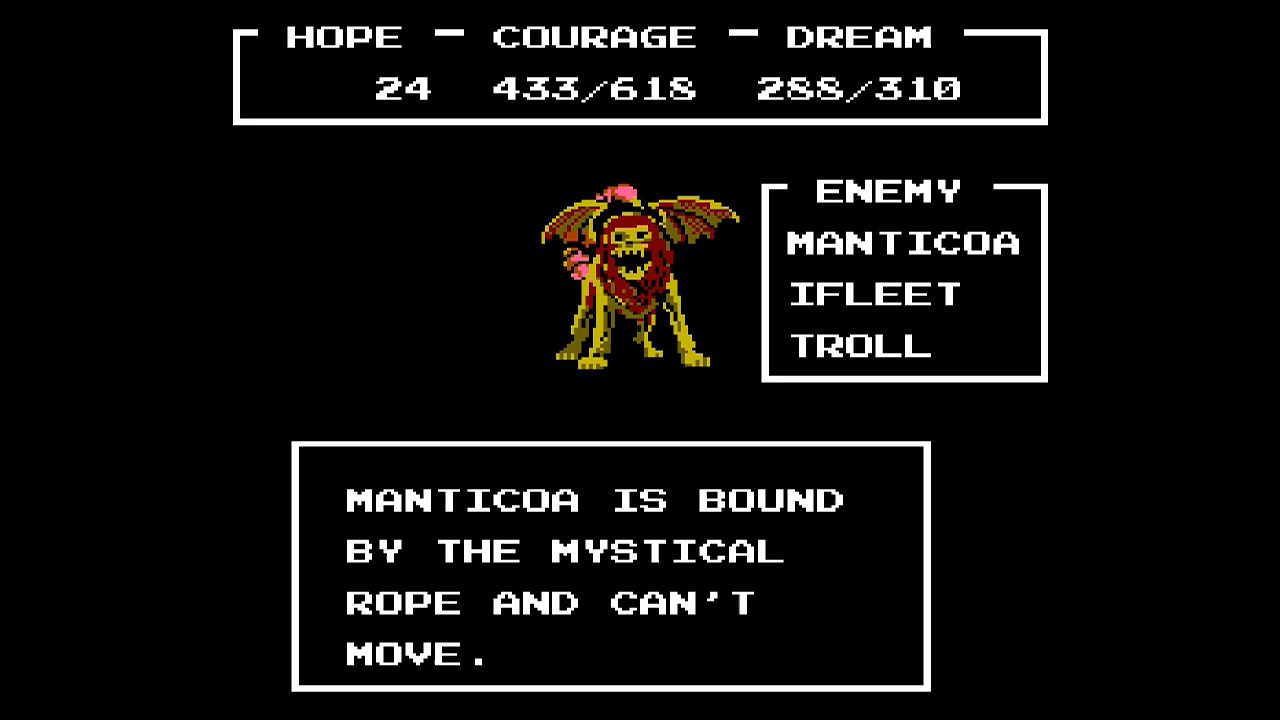 HOPE - COURAGE - DREAM
24 433/618 288/310
ENEMY
MANTICOA
IFLEET
TROLL
MANTICOA IS BOUND
BY THE MYSTICAL
ROPE AND CAN'T
MOVE.